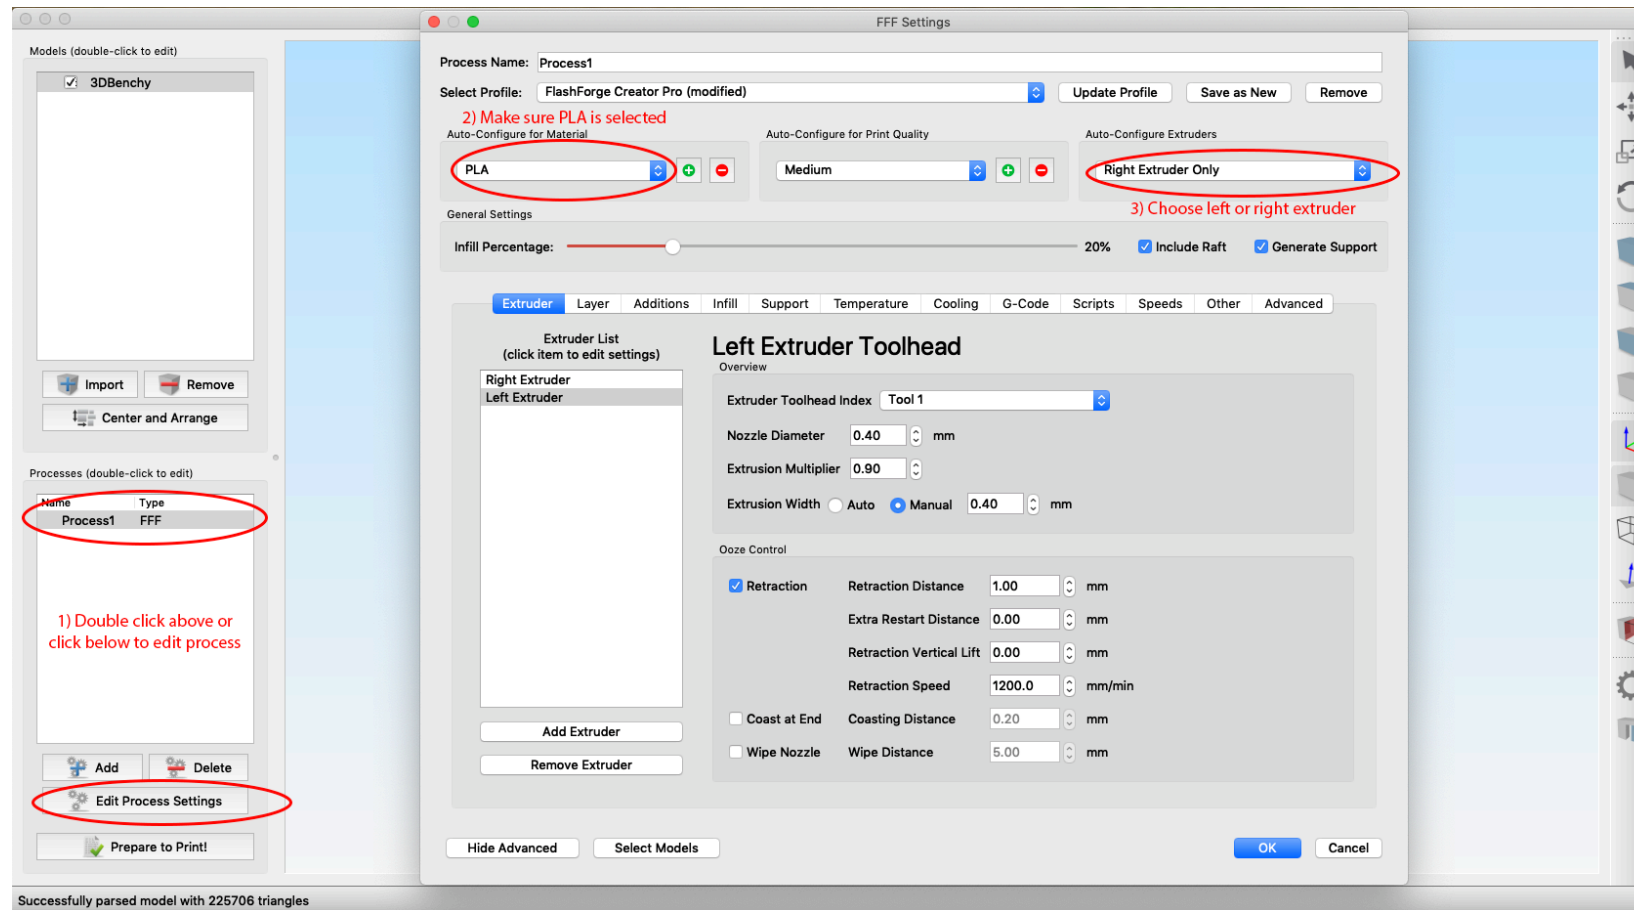 FFF Settings
Models (double-click to edit)
3DBenchy
Import
Remove
Center and Arrange
Processes (double-click to edit)
Name Type
Process1 FFF
1) Double click above or
click below to edit process
Add
Delete
Edit Process Settings
Prepare to Print!
Successfully parsed model with 225706 triangles
Process Name: Process1
Select Profile: FlashForge Creator Pro (modified)
Update Profile
Save as New
Remove
2) Make sure PLA is selected
Auto-Configure for Material
PLA
Auto-Configure for Print Quality
Medium
Auto-Configure Extruders
Right Extruder Only
3) Choose left or right extruder
General Settings
Infill Percentage: 20%
Include Raft
Generate Support
Extruder Layer Additions Infill Support Temperature Cooling G-Code Scripts Speeds Other Advanced
Extruder List
(click item to edit settings)
Right Extruder
Left Extruder
Add Extruder
Remove Extruder
Left Extruder Toolhead
Overview
Extruder Toolhead Index Tool 1
Nozzle Diameter 0.40 mm
Extrusion Multiplier 0.90
Extrusion Width Auto Manual 0.40 mm
Ooze Control
Retraction
Retraction Distance 1.00 mm
Extra Restart Distance 0.00 mm
Retraction Vertical Lift 0.00 mm
Retraction Speed 1200.0 mm/min
Coast at End Coasting Distance 0.20 mm
Wipe Nozzle Wipe Distance 5.00 mm
Hide Advanced
Select Models
OK
Cancel